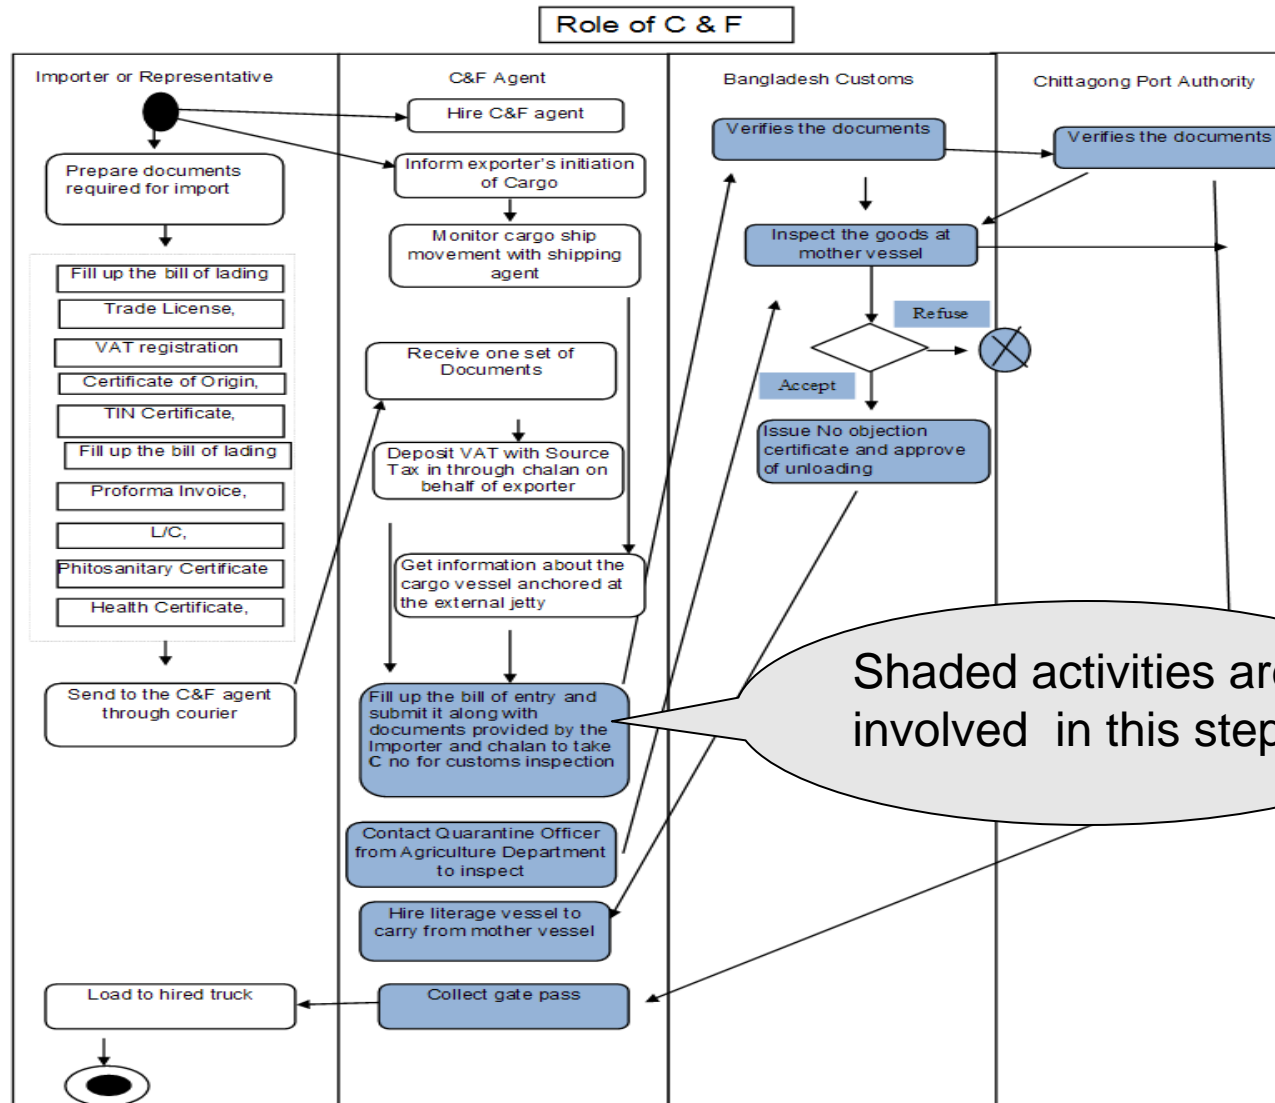 Role of C & F
Importer or Representative
C&F Agent
Bangladesh Customs
Chittagong Port Authority
Prepare documents
required for import
Fill up the bill of lading
Trade License,
VAT registration
Certificate of Origin,
TIN Certificate,
Fill up the bill of lading
Proforma Invoice,
L/C,
Phitosanitary Certificate
Health Certificate,
Send to the C&F agent
through courier
Load to hired truck
Hire C&F agent
Inform exporter's initiation
of Cargo
Monitor cargo ship
movement with shipping
agent
Receive one set of
Documents
Deposit VAT with Source
Tax in through chalan on
behalf of exporter
Get information about the
cargo vessel anchored at
the external jetty
Fill up the bill of entry and
submit it along with
documents provided by the
Importer and chalan to take
C no for customs inspection
Contact Quarantine Officer
from Agriculture Department
to inspect
Hire literage vessel to
carry from mother vessel
Collect gate pass
Verifies the documents
Inspect the goods at
mother vessel
Refuse
Accept
Issue No objection
certificate and approve
of unloading
Verifies the documents
Shaded activities are
involved in this step